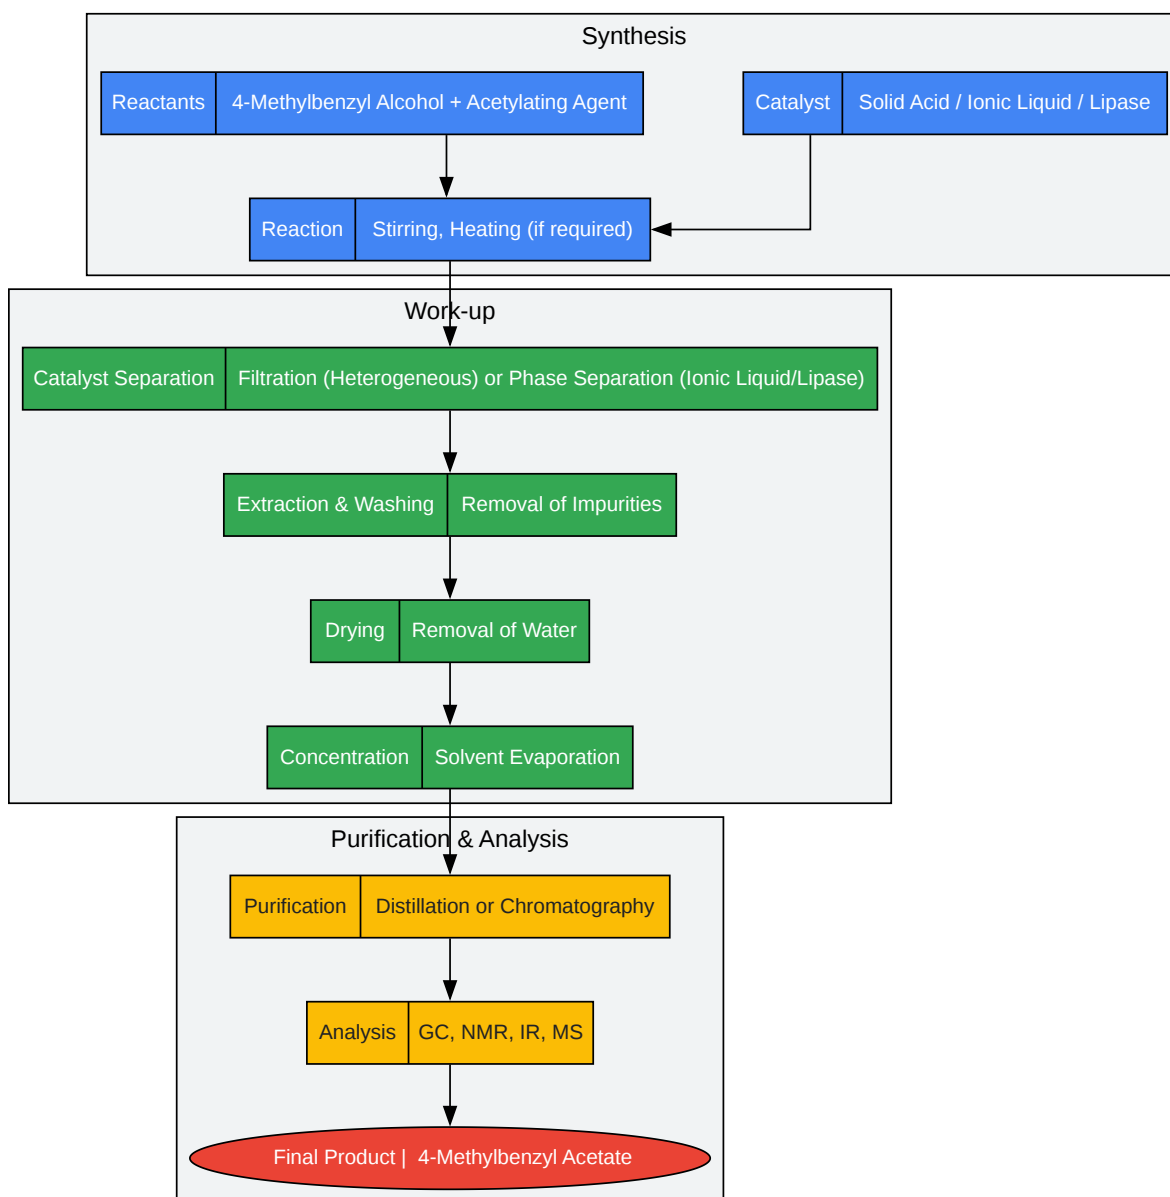 Synthesis
Reactants 4-Methylbenzyl Alcohol + Acetylating Agent
Catalyst Solid Acid / Ionic Liquid / Lipase
Reaction Stirring, Heating (if required)
Work-up
Catalyst Separation Filtration (Heterogeneous) or Phase Separation (Ionic Liquid/Lipase)
Extraction & Washing Removal of Impurities
Drying Removal of Water
Concentration Solvent Evaporation
Purification & Analysis
Purification Distillation or Chromatography
Analysis GC, NMR, IR, MS
Final Product | 4-Methylbenzyl Acetate